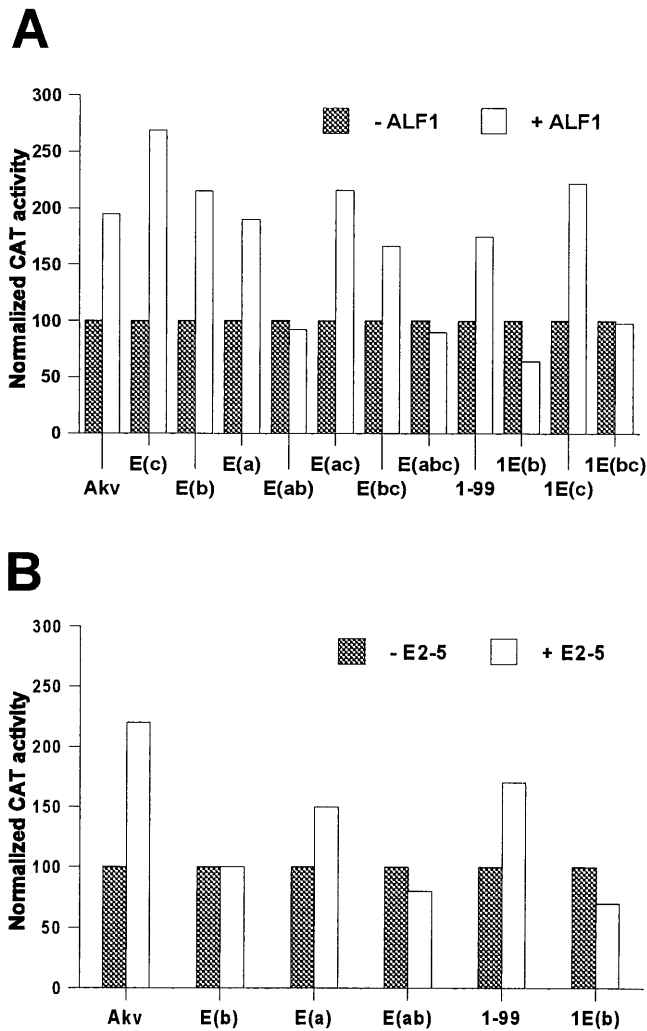 A
Normalized CAT activity
300
250
200
150
100
50
0
- ALF1 + ALF1
E(c) E(a) E(ac) E(abc) 1E(b) 1E(bc)
Akv E(b) E(ab) E(bc) 1-99 1E(c)
B
Normalized CAT activity
300
250
200
150
100
50
0
- E2-5 + E2-5
Akv E(b) E(a) E(ab) 1-99 1E(b)